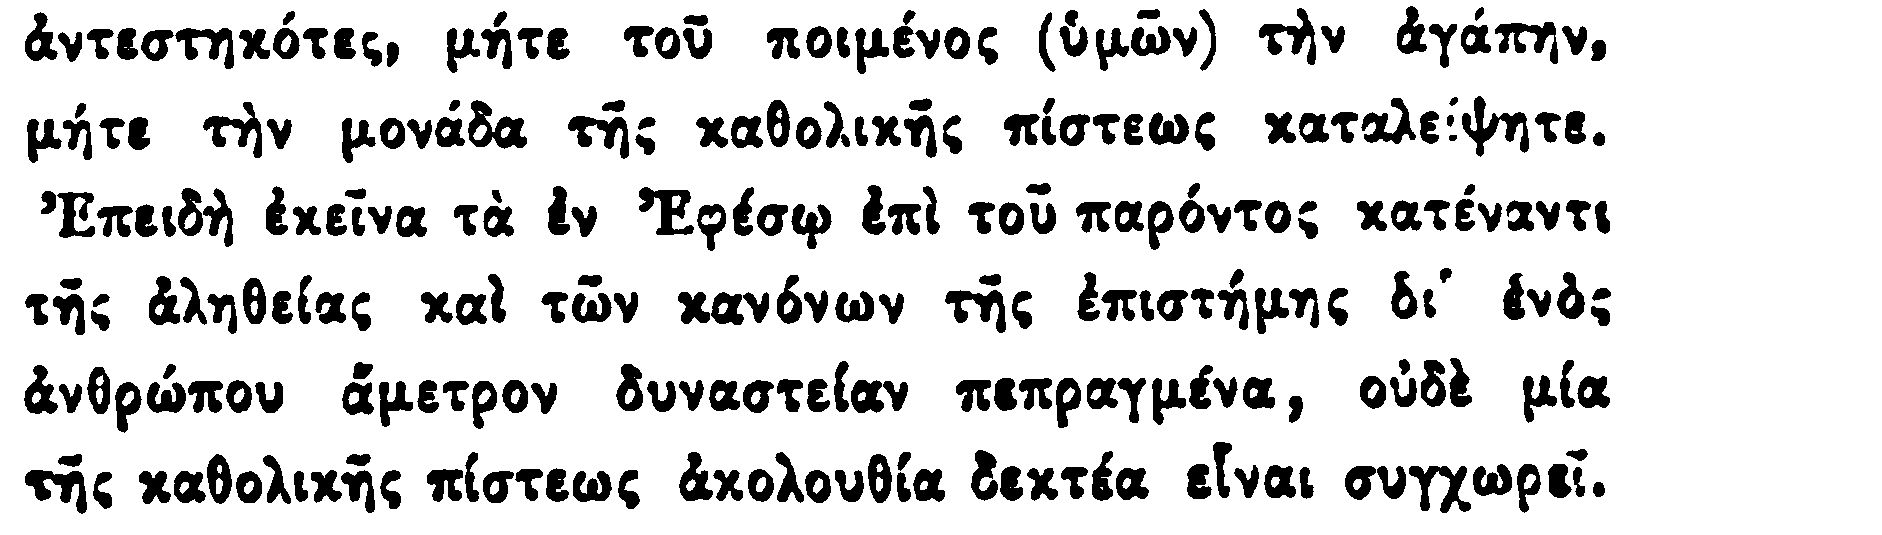 ἀντεστηκότες, μήτε τοῦ ποιμένος (ὑμῶν) τὴν ἀγάπην,
μήτε τὴν μονάδα τῆς καθολικῆς πίστεως καταλείψητε.
Ἐπειδὴ ἐκεῖνα τὰ ἐν Ἐφέσῳ ἐπὶ τοῦ παρόντος κατέναντι
τῆς ἀληθείας καὶ τῶν κανόνων τῆς ἐπιστήμης δι᾽ ἑνὸς
ἀνθρώπου ἄμετρον δυναστείαν πεπραγμένα, οὐδὲ μία
τῆς καθολικῆς πίστεως ἀκολουθία δεκτέα εἶναι συγχωρεῖ.